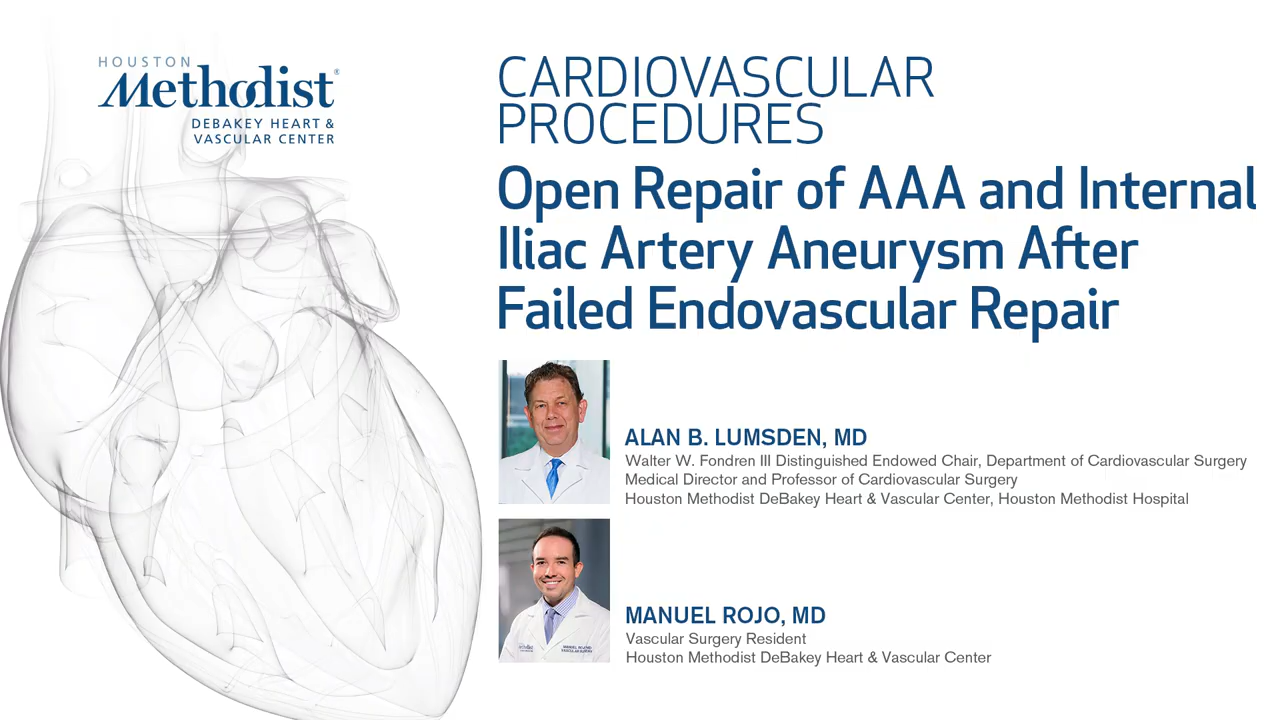 HOUSTON
Methodist®
DEBAKEY HEART &
VASCULAR CENTER
CARDIOVASCULAR
PROCEDURES
Open Repair of AAA and Internal
Iliac Artery Aneurysm After
Failed Endovascular Repair
ALAN B. LUMSDEN, MD
Walter W. Fondren III Distinguished Endowed Chair, Department of Cardiovascular Surgery
Medical Director and Professor of Cardiovascular Surgery
Houston Methodist DeBakey Heart & Vascular Center, Houston Methodist Hospital
MANUEL ROJO, MD
Vascular Surgery Resident
Houston Methodist DeBakey Heart & Vascular Center